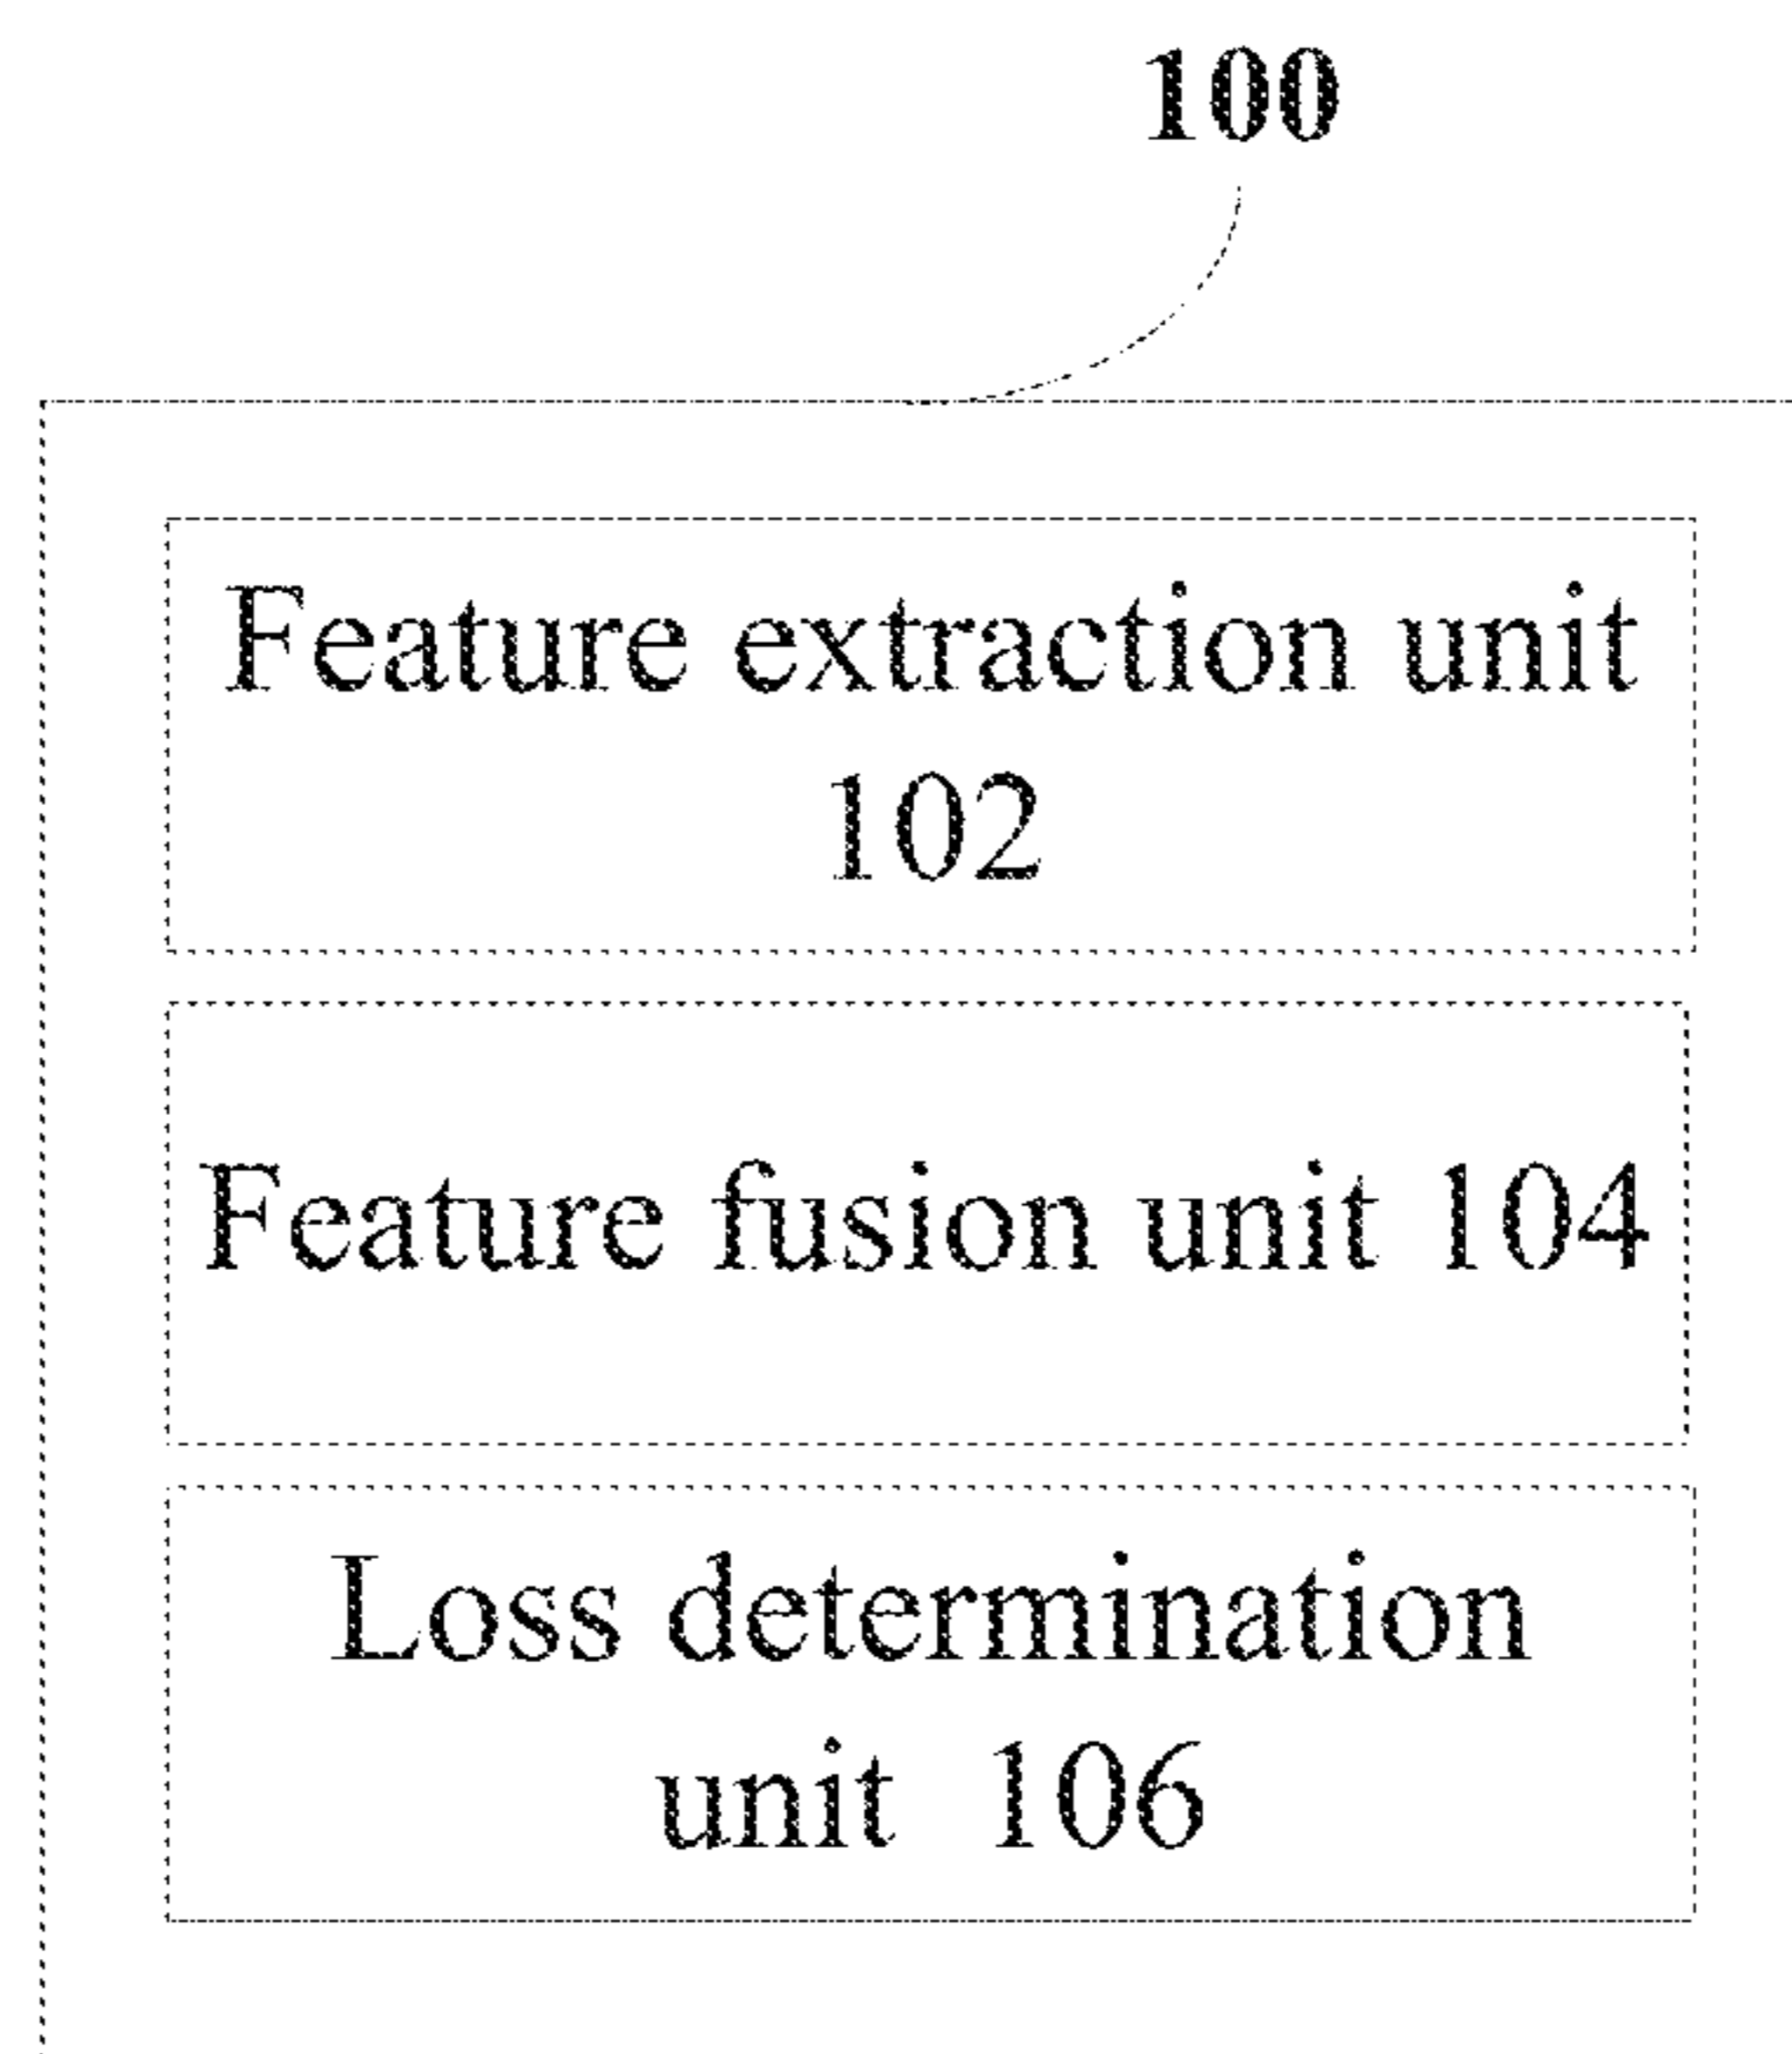 100
Feature extraction unit
102
Feature fusion unit 104
Loss determination
unit 106